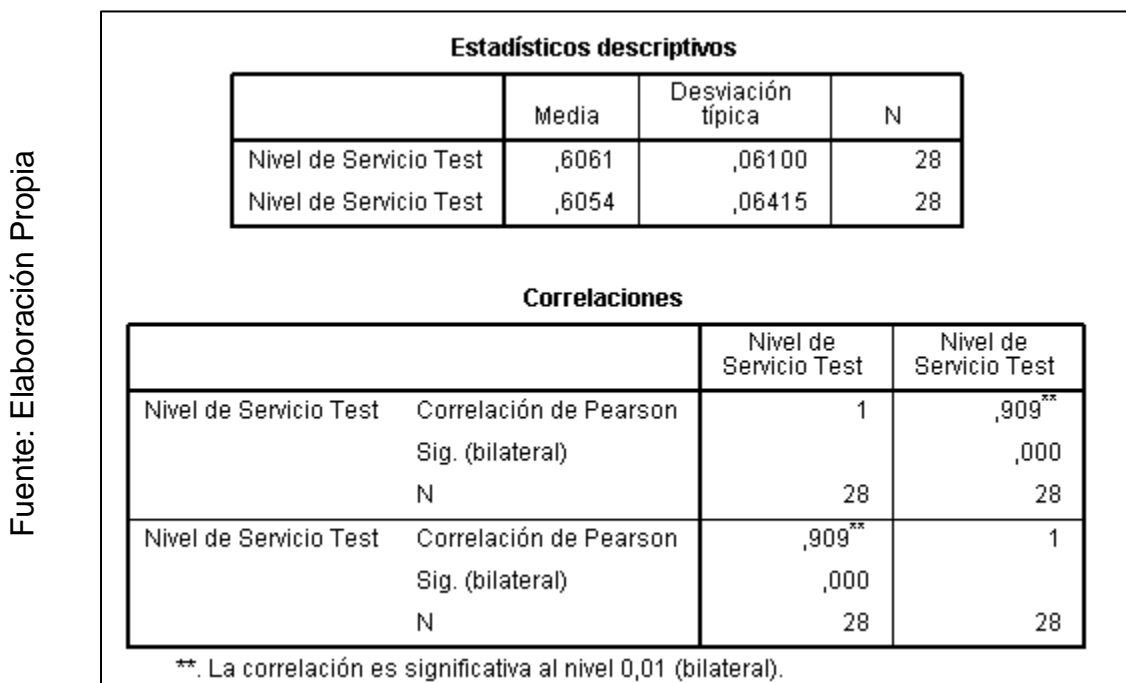 Fuente: Elaboración Propia
Estadísticos descriptivos
Media Desviación típica N
Nivel de Servicio Test ,6061 ,06100 28
Nivel de Servicio Test ,6054 ,06415 28
Correlaciones
Nivel de Servicio Test Nivel de Servicio Test
Nivel de Servicio Test Correlación de Pearson 1 ,909**
Sig. (bilateral) ,000
N 28 28
Nivel de Servicio Test Correlación de Pearson ,909** 1
Sig. (bilateral) ,000
N 28 28
**. La correlación es significativa al nivel 0,01 (bilateral).